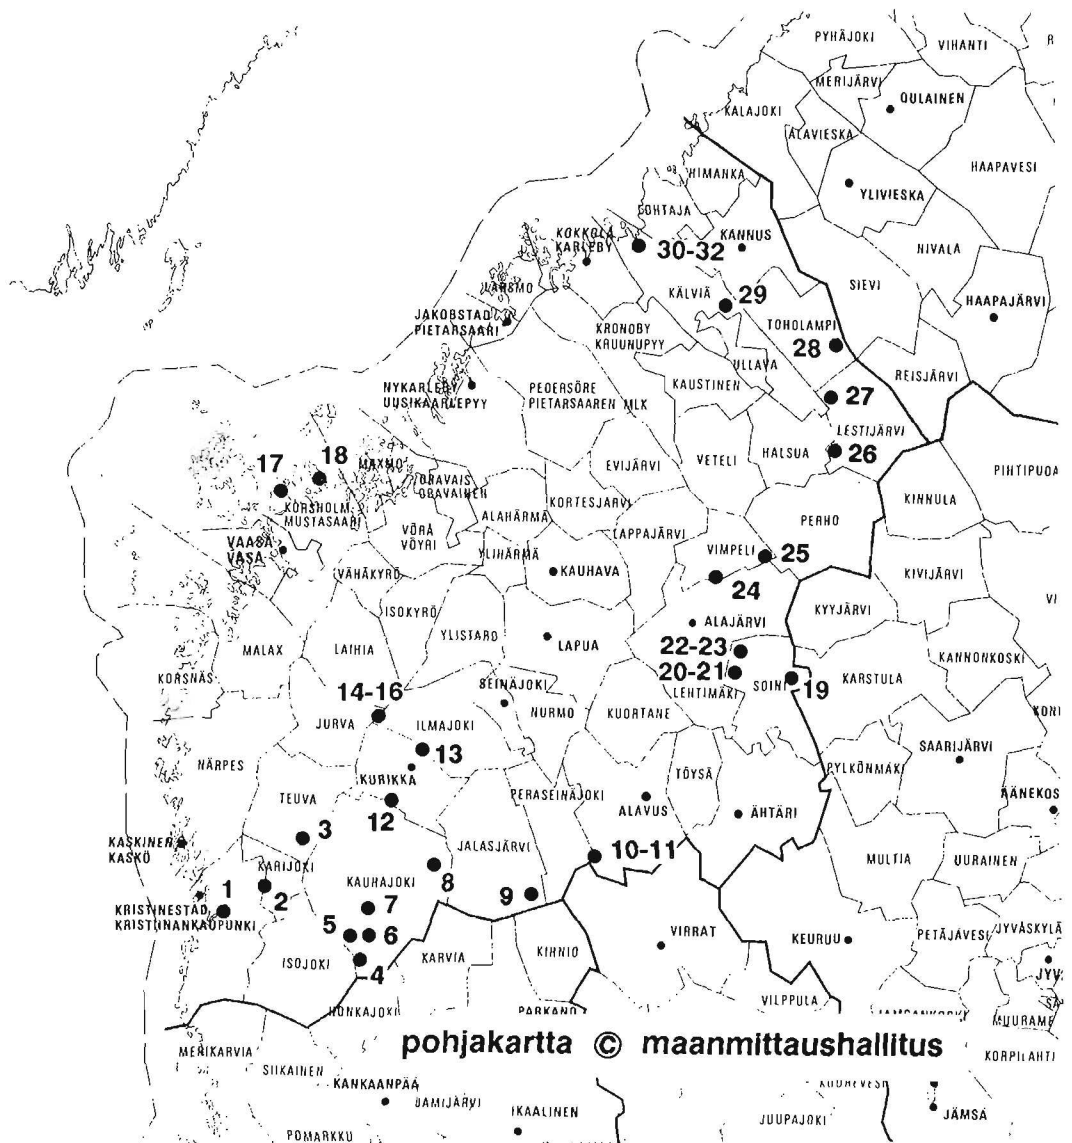 PYHÄJOKI
VIHANTI
R
MERIJÄRVI
OULAINEN
KALAJOKI
ALAVIESKA
HAAPAVESI
HIMANKA
YLIVIESKA
LOHTAJA
KOKKOLA
KARLEBY
KANNUS
NIVALA
30-32
LARSMO
KÄLVIÄ
29
SIEVI
HAAPAJÄRVI
JAKOBSTAD
PIETARSAARI
KRONOBY
KRUUNUPYY
TOHOLAMPI
28
ULLAVA
REISJÄRVI
NYKARLEBY
UUSIKAARLEPYY
PEDERSÖRE
PIETARSAAREN MLK
KAUSTINEN
27
LESTIJÄRVI
26
VETELI
HALSUA
EVIJÄRVI
PIHTIPUDA
17
18
MAXMO
ORAVAIS
ORAVAINEN
KORTESJÄRVI
KINNULA
KORSHOLM
MUSTASAARI
ALAHÄRMÄ
PERHO
VÖRÅ
VÖYRI
LAPPAJÄRVI
VAASA
VASA
YLIHÄRMÄ
VIMPELI
25
VÄHÄKYRÖ
KAUHAVA
24
KIVIJÄRVI
VI
ISOKYRÖ
KYYJÄRVI
YLISTARO
ALAJÄRVI
LAPUA
MALAX
LAIHIA
22-23
KANNONKOSKI
KORSNÄS
20-21
SOINI
19
KARSTULA
14-16
SEINÄJOKI
LEHTIMÄKI
NURMO
KUORTANE
KONI
JURVA
ILMAJOKI
13
SAARIJÄRVI
NÄRPES
KURIKKA
TÖYSÄ
PYLKÖNMÄKI
TEUVA
12
PERÄSEINÄJOKI
ALAVUS
ÄHTÄRI
ÄÄNEKOS
3
KASKINEN
KASKÖ
JALASJÄRVI
10-11
MULTIA
UURAINEN
KARIJOKI
1
2
KAUHAJOKI
8
9
7
KRISTINESTAD
KRISTIINANKAUPUNKI
5
6
VIRRAT
KEURUU
PETÄJÄVESI
JYVÄSKYLÄ
ISOJOKI
4
KARVIA
KIHNIÖ
JYV
VILPPULA
HONKAJOKI
PARKANO
MUURAME
pohjakartta © maanmittaushallitus
MERIKARVIA
KORPILAHTI
SIIKAINEN
KANKAANPÄÄ
JÄMIJÄRVI
IKAALINEN
JUUPAJOKI
JÄMSÄ
POMARKKU